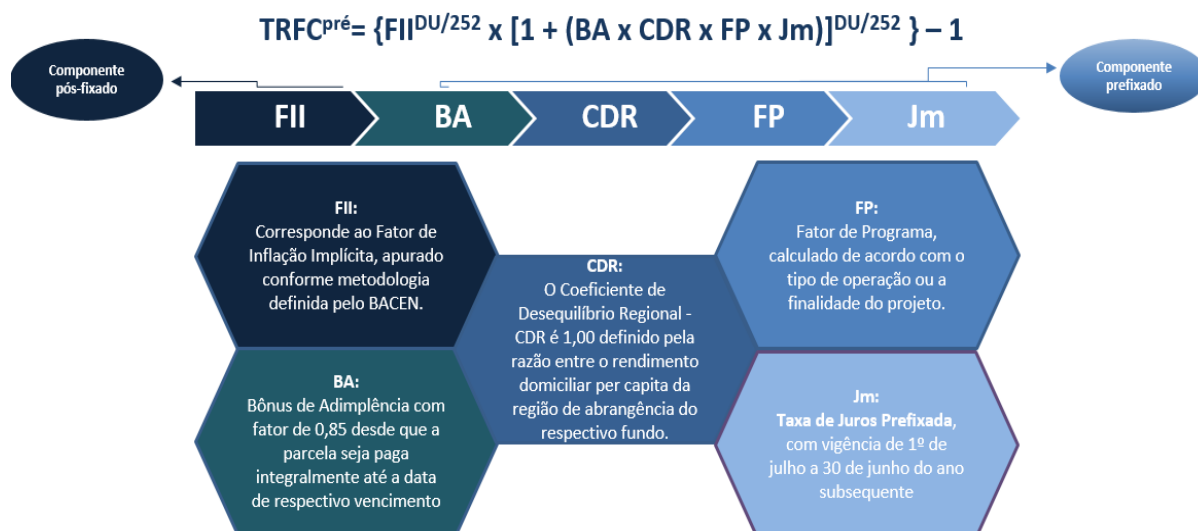 TRFCpré= {FIIDU/252 x [1 + (BA x CDR x FP x Jm)]DU/252 } – 1
Componente
pós-fixado
Componente
prefixado
FII
BA
CDR
FP
Jm
FII:
Corresponde ao Fator de
Inflação Implícita, apurado
conforme metodologia
definida pelo BACEN.
BA:
Bônus de Adimplência com
fator de 0,85 desde que a
parcela seja paga
integralmente até a data
de respectivo vencimento
CDR:
O Coeficiente de
Desequilíbrio Regional -
CDR é 1,00 definido pela
razão entre o rendimento
domiciliar per capita da
região de abrangência do
respectivo fundo.
FP:
Fator de Programa,
calculado de acordo com o
tipo de operação ou a
finalidade do projeto.
Jm:
Taxa de Juros Prefixada,
com vigência de 1º de
julho a 30 de junho do ano
subsequente